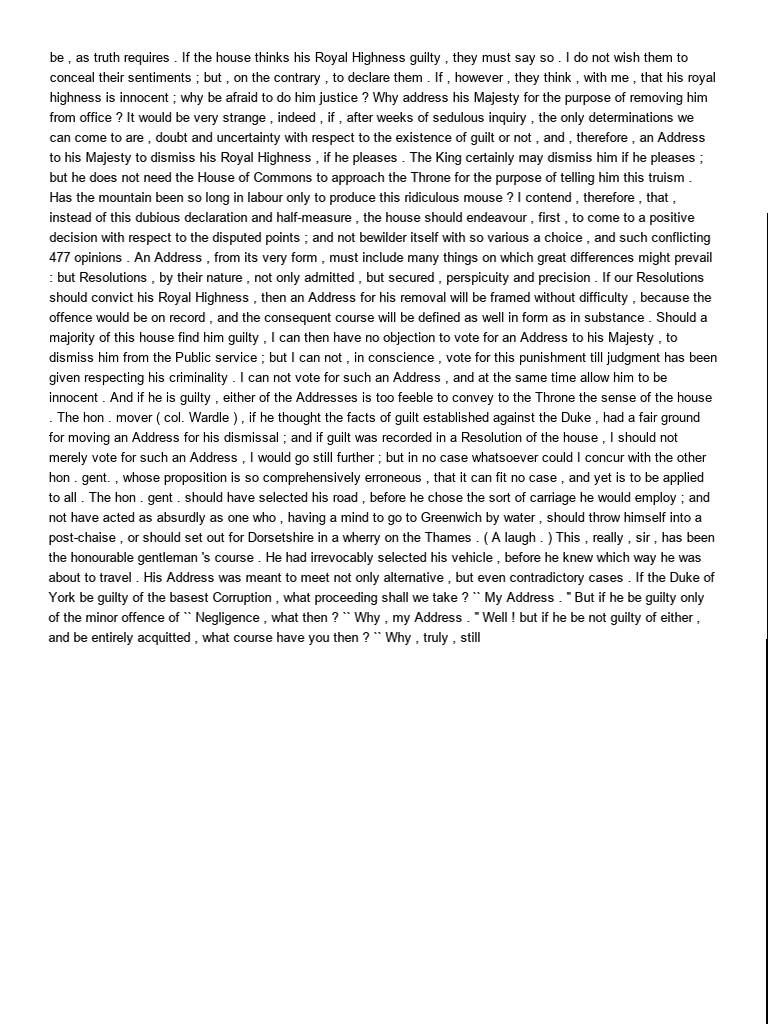 be , as truth requires . If the house thinks his Royal Highness guilty , they must say so . I do not wish them to
conceal their sentiments ; but , on the contrary , to declare them . If , however , they think , with me , that his royal
highness is innocent ; why be afraid to do him justice ? Why address his Majesty for the purpose of removing him
from office ? It would be very strange , indeed , if , after weeks of sedulous inquiry , the only determinations we
can come to are , doubt and uncertainty with respect to the existence of guilt or not , and , therefore , an Address
to his Majesty to dismiss his Royal Highness , if he pleases . The King certainly may dismiss him if he pleases ;
but he does not need the House of Commons to approach the Throne for the purpose of telling him this truism .
Has the mountain been so long in labour only to produce this ridiculous mouse ? I contend , therefore , that ,
instead of this dubious declaration and half-measure , the house should endeavour , first , to come to a positive
decision with respect to the disputed points ; and not bewilder itself with so various a choice , and such conflicting
477 opinions . An Address , from its very form , must include many things on which great differences might prevail
: but Resolutions , by their nature , not only admitted , but secured , perspicuity and precision . If our Resolutions
should convict his Royal Highness , then an Address for his removal will be framed without difficulty , because the
offence would be on record , and the consequent course will be defined as well in form as in substance . Should a
majority of this house find him guilty , I can then have no objection to vote for an Address to his Majesty , to
dismiss him from the Public service ; but I can not , in conscience , vote for this punishment till judgment has been
given respecting his criminality . I can not vote for such an Address , and at the same time allow him to be
innocent . And if he is guilty , either of the Addresses is too feeble to convey to the Throne the sense of the house
. The hon . mover ( col. Wardle ) , if he thought the facts of guilt established against the Duke , had a fair ground
for moving an Address for his dismissal ; and if guilt was recorded in a Resolution of the house , I should not
merely vote for such an Address , I would go still further ; but in no case whatsoever could I concur with the other
hon . gent. , whose proposition is so comprehensively erroneous , that it can fit no case , and yet is to be applied
to all . The hon . gent . should have selected his road , before he chose the sort of carriage he would employ ; and
not have acted as absurdly as one who , having a mind to go to Greenwich by water , should throw himself into a
post-chaise , or should set out for Dorsetshire in a wherry on the Thames . ( A laugh . ) This , really , sir , has been
the honourable gentleman 's course . He had irrevocably selected his vehicle , before he knew which way he was
about to travel . His Address was meant to meet not only alternative , but even contradictory cases . If the Duke of
York be guilty of the basest Corruption , what proceeding shall we take ? `` My Address . " But if he be guilty only
of the minor offence of `` Negligence , what then ? `` Why , my Address . " Well ! but if he be not guilty of either ,
and be entirely acquitted , what course have you then ? `` Why , truly , still